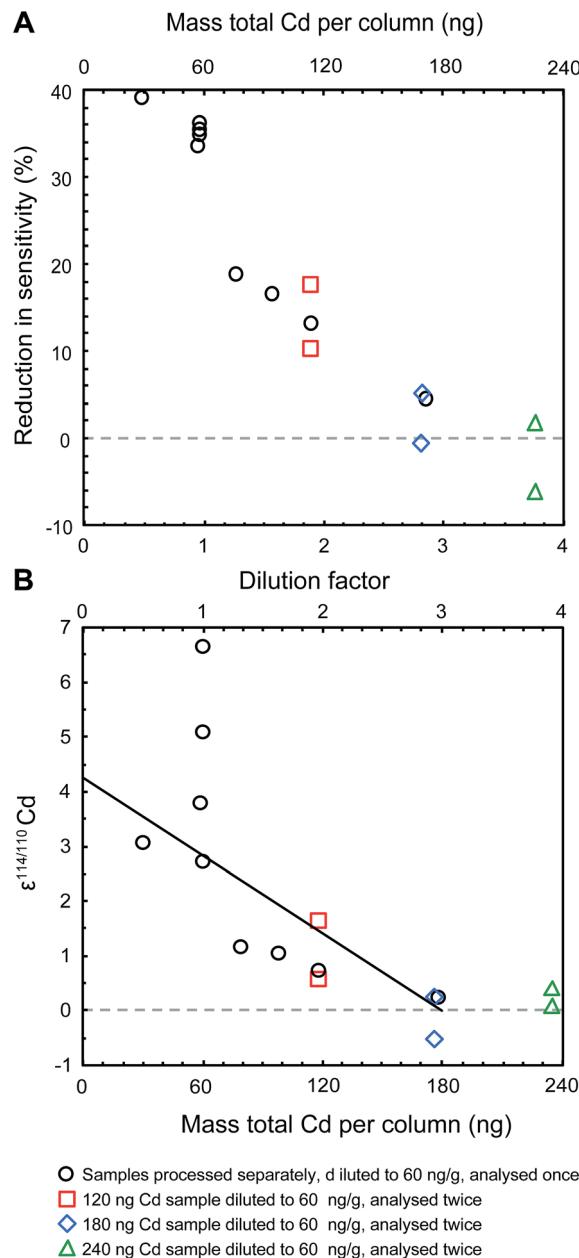 A
Mass total Cd per column (ng)
0 60 120 180 240
40
30
20
10
0
-10
Reduction in sensitivity (%)
0 1 2 3 4
Dilution factor
B
0 1 2 3 4
7
6
5
4
3
2
1
0
-1
ε114/110Cd
0 60 120 180 240
Mass total Cd per column (ng)
Samples processed separately, d iluted to 60 ng/g, analysed once
120 ng Cd sample diluted to 60 ng/g, analysed twice
180 ng Cd sample diluted to 60 ng/g, analysed twice
240 ng Cd sample diluted to 60 ng/g, analysed twice